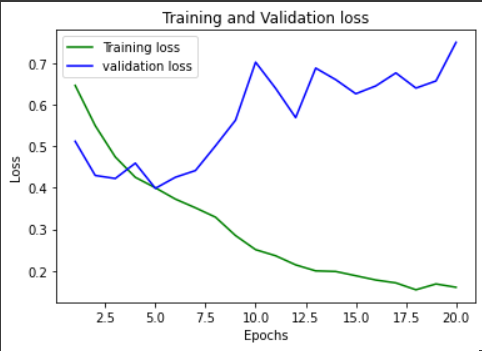 Training and Validation loss
Training loss
validation loss
0.7
0.6
0.5
0.4
0.3
0.2
Loss
2.5 5.0 7.5 10.0 12.5 15.0 17.5 20.0
Epochs